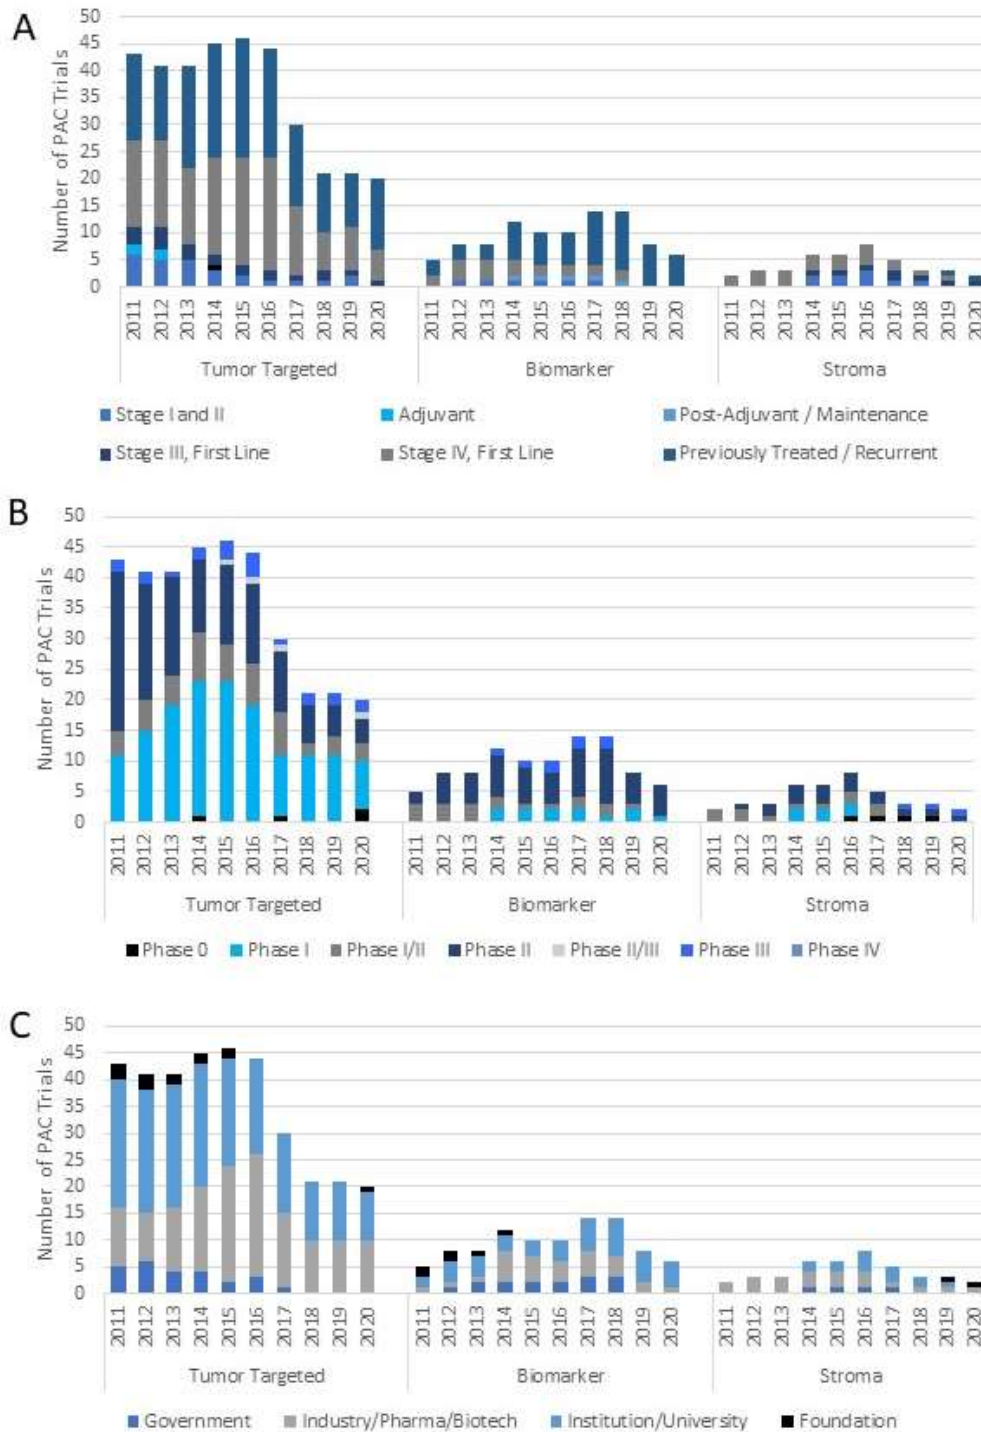 A
Number of PAC Trials
50
45
40
35
30
25
20
15
10
5
0
2011 2012 2013 2014 2015 2016 2017 2018 2019 2020 2011 2012 2013 2014 2015 2016 2017 2018 2019 2020 2011 2012 2013 2014 2015 2016 2017 2018 2019 2020
Tumor Targeted Biomarker Stroma
Stage I and II Adjuvant Post-Adjuvant / Maintenance
Stage III, First Line Stage IV, First Line Previously Treated / Recurrent
B
Number of PAC Trials
50
45
40
35
30
25
20
15
10
5
0
2011 2012 2013 2014 2015 2016 2017 2018 2019 2020 2011 2012 2013 2014 2015 2016 2017 2018 2019 2020 2011 2012 2013 2014 2015 2016 2017 2018 2019 2020
Tumor Targeted Biomarker Stroma
Phase 0 Phase I Phase I/II Phase II Phase II/III Phase III Phase IV
C
Number of PAC Trials
50
45
40
35
30
25
20
15
10
5
0
2011 2012 2013 2014 2015 2016 2017 2018 2019 2020 2011 2012 2013 2014 2015 2016 2017 2018 2019 2020 2011 2012 2013 2014 2015 2016 2017 2018 2019 2020
Tumor Targeted Biomarker Stroma
Government Industry/Pharma/Biotech Institution/University Foundation